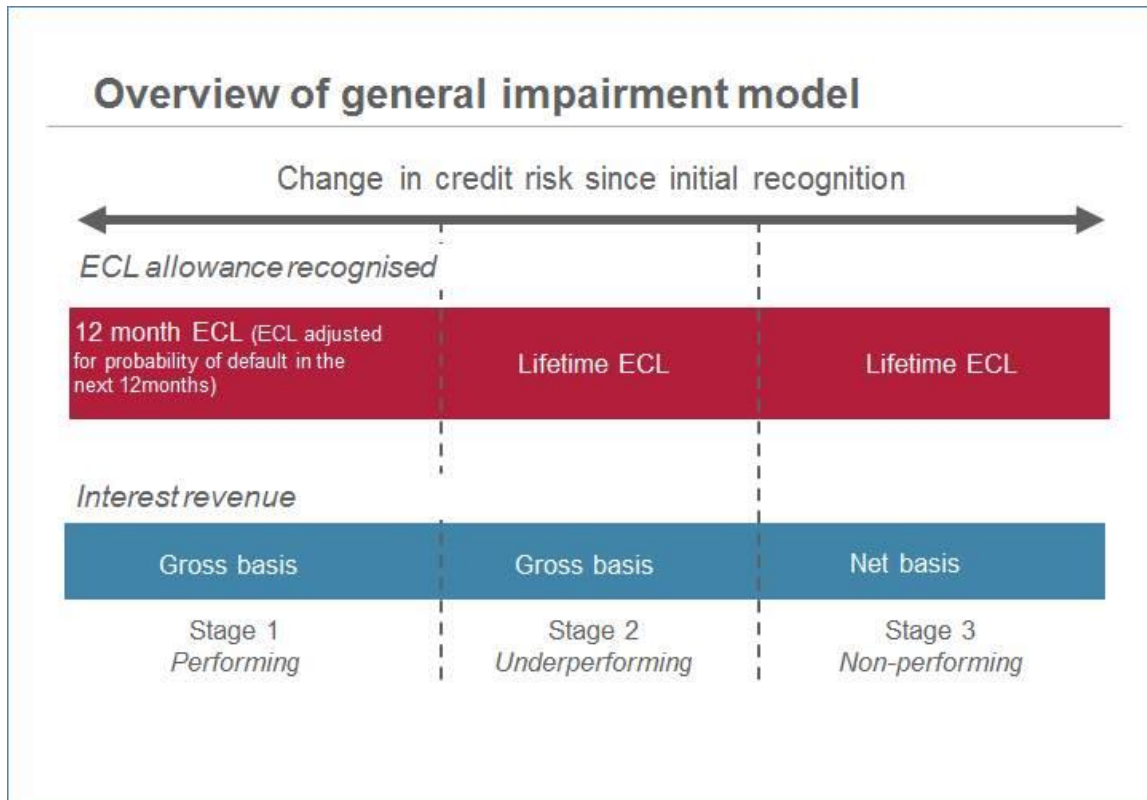 Overview of general impairment model
Change in credit risk since initial recognition
ECL allowance recognised
12 month ECL (ECL adjusted
for probability of default in the
next 12months)
Lifetime ECL
Lifetime ECL
Interest revenue
Gross basis
Gross basis
Net basis
Stage 1
Performing
Stage 2
Underperforming
Stage 3
Non-performing